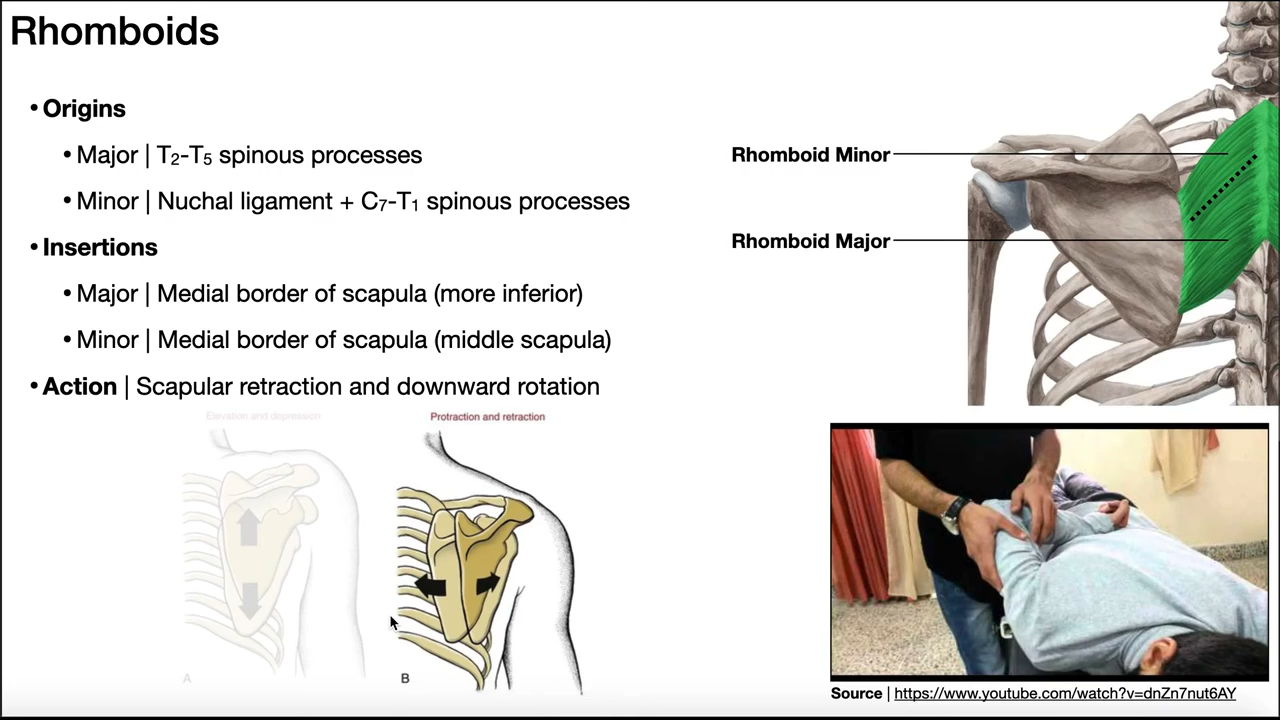 Rhomboids
• Origins
• Major | T₂-T₅ spinous processes
• Minor | Nuchal ligament + C₇-T₁ spinous processes
• Insertions
• Major | Medial border of scapula (more inferior)
• Minor | Medial border of scapula (middle scapula)
• Action | Scapular retraction and downward rotation
Rhomboid Minor
Rhomboid Major
Elevation and depression
Protraction and retraction
A
B
Source | https://www.youtube.com/watch?v=dnZn7nut6AY